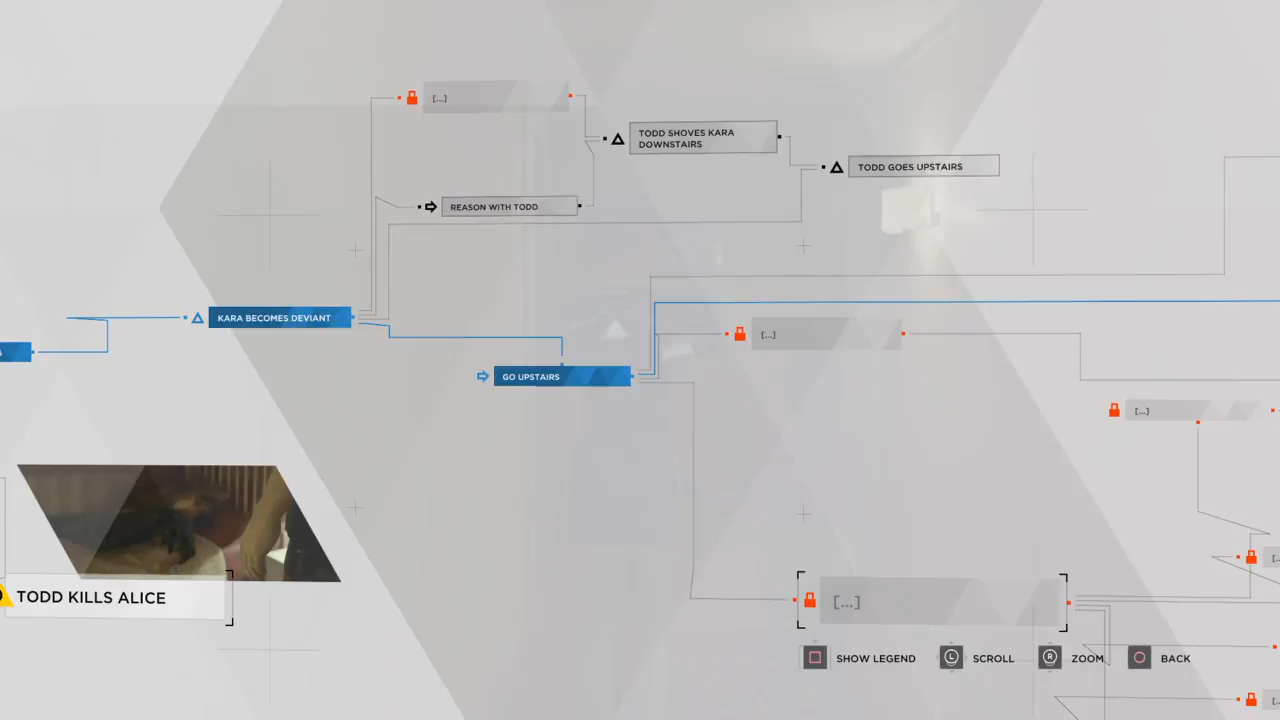 [...]
TODD SHOVES KARA
DOWNSTAIRS
TODD GOES UPSTAIRS
REASON WITH TODD
KARA BECOMES DEVIANT
[...]
GO UPSTAIRS
[...]
[...]
TODD KILLS ALICE
[...]
SHOW LEGEND
L
SCROLL
R
ZOOM
BACK